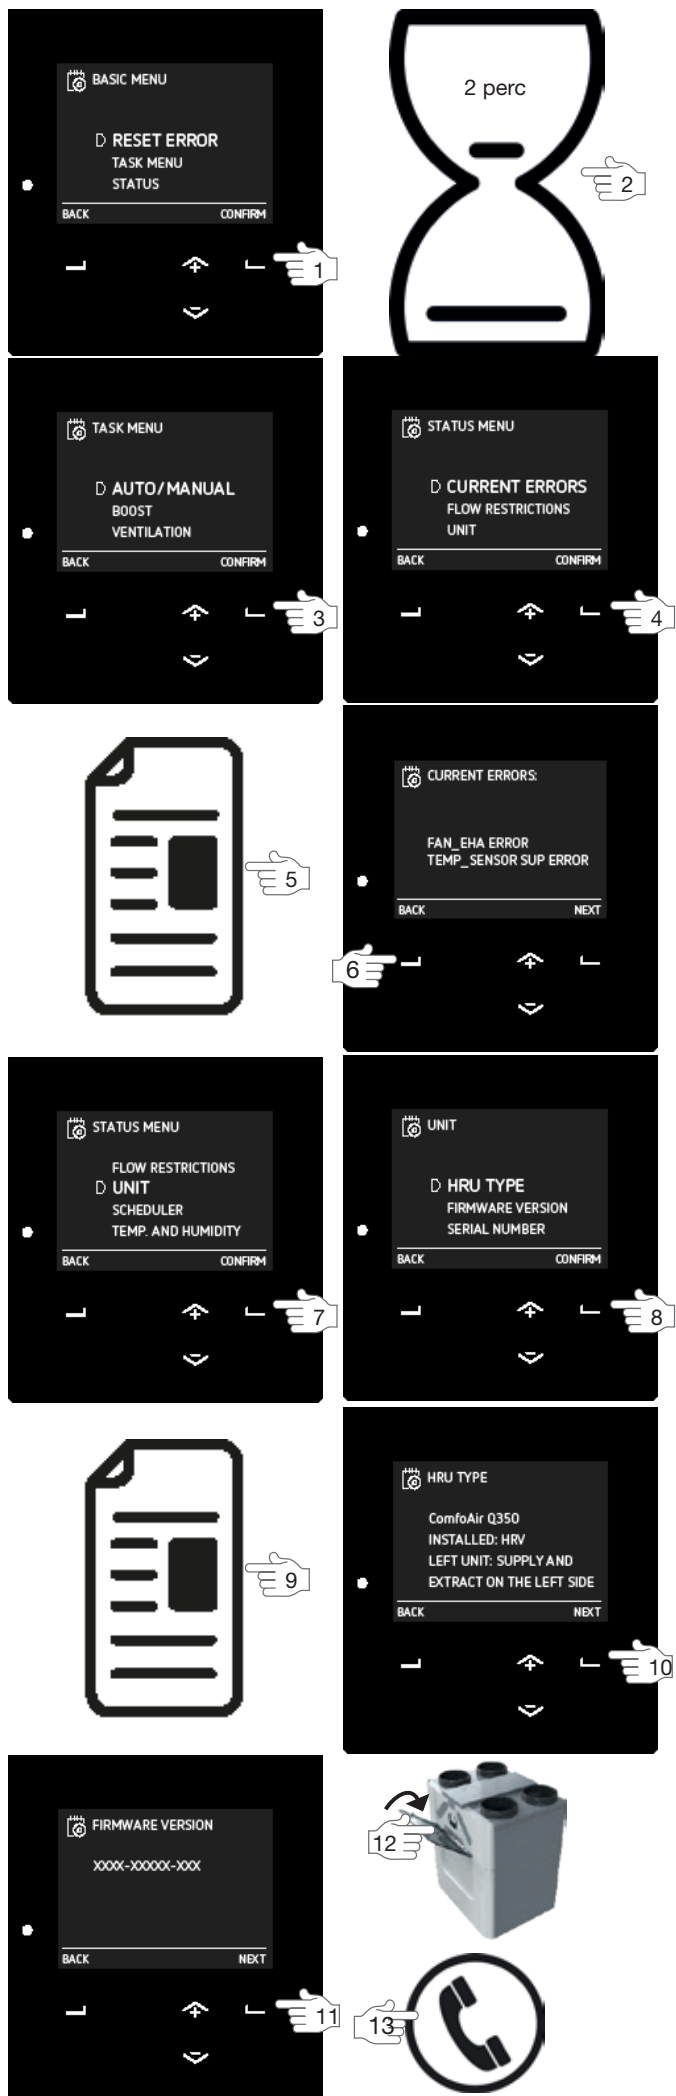 BASIC MENU
RESET ERROR
TASK MENU
STATUS
BACK CONFIRM
1
2 perc
2
TASK MENU
AUTO/MANUAL
BOOST
VENTILATION
BACK CONFIRM
3
STATUS MENU
CURRENT ERRORS
FLOW RESTRICTIONS
UNIT
BACK CONFIRM
4
5
CURRENT ERRORS:
FAN_EHA ERROR
TEMP_SENSOR SUP ERROR
BACK NEXT
6
STATUS MENU
FLOW RESTRICTIONS
UNIT
SCHEDULER
TEMP. AND HUMIDITY
BACK CONFIRM
7
UNIT
HRU TYPE
FIRMWARE VERSION
SERIAL NUMBER
BACK CONFIRM
8
9
HRU TYPE
ComfoAir Q350
INSTALLED: HRV
LEFT UNIT: SUPPLY AND
EXTRACT ON THE LEFT SIDE
BACK NEXT
10
FIRMWARE VERSION
XXXX-XXXXX-XXX
BACK NEXT
11
12
13